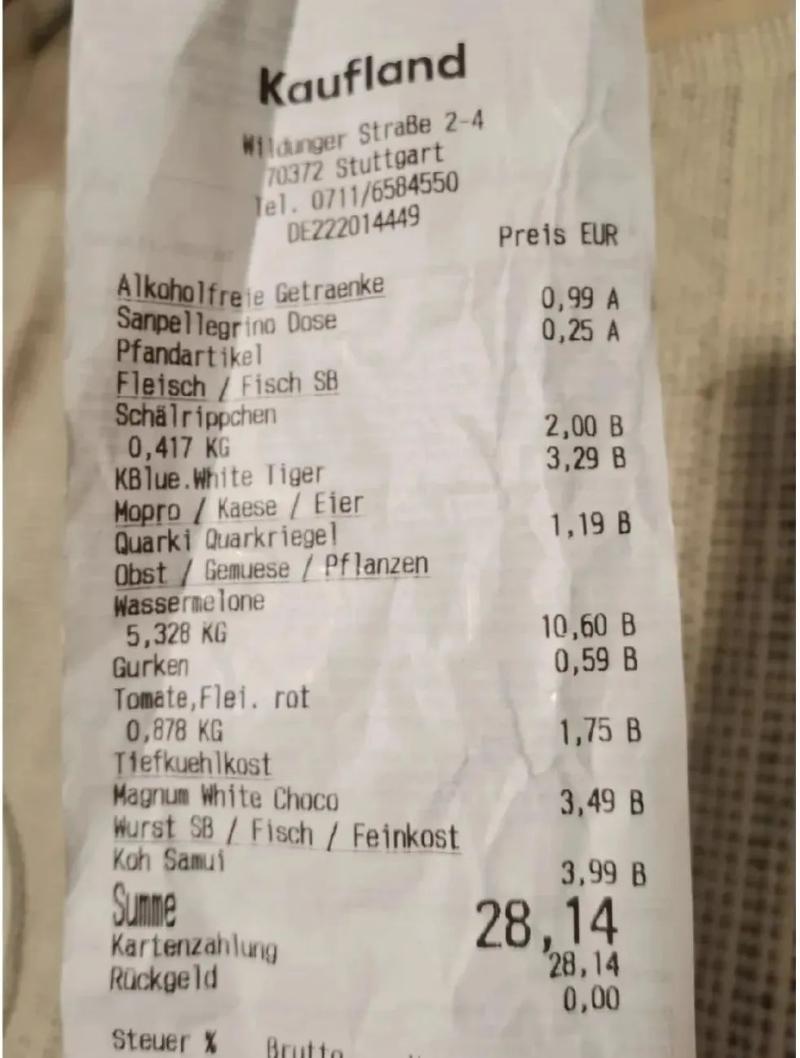 Kaufland
Wildunger Straße 2-4
70372 Stuttgart
Tel. 0711/6584550
DE222014449
Preis EUR
Alkoholfreie Getraenke
Sanpellegrino Dose 0,99 A
Pfandartikel 0,25 A
Fleisch / Fisch SB
Schälrippchen
0,417 KG 2,00 B
KBlue.White Tiger 3,29 B
Mopro / Kaese / Eier
Quarki Quarkriegel 1,19 B
Obst / Gemuese / Pflanzen
Wassermelone
5,328 KG 10,60 B
Gurken 0,59 B
Tomate,Flei. rot
0,878 KG 1,75 B
Tiefkuehlkost
Magnum White Choco 3,49 B
Wurst SB / Fisch / Feinkost
Koh Samui 3,99 B
Summe 28,14
Kartenzahlung 28,14
Rückgeld 0,00
Steuer % Brutto